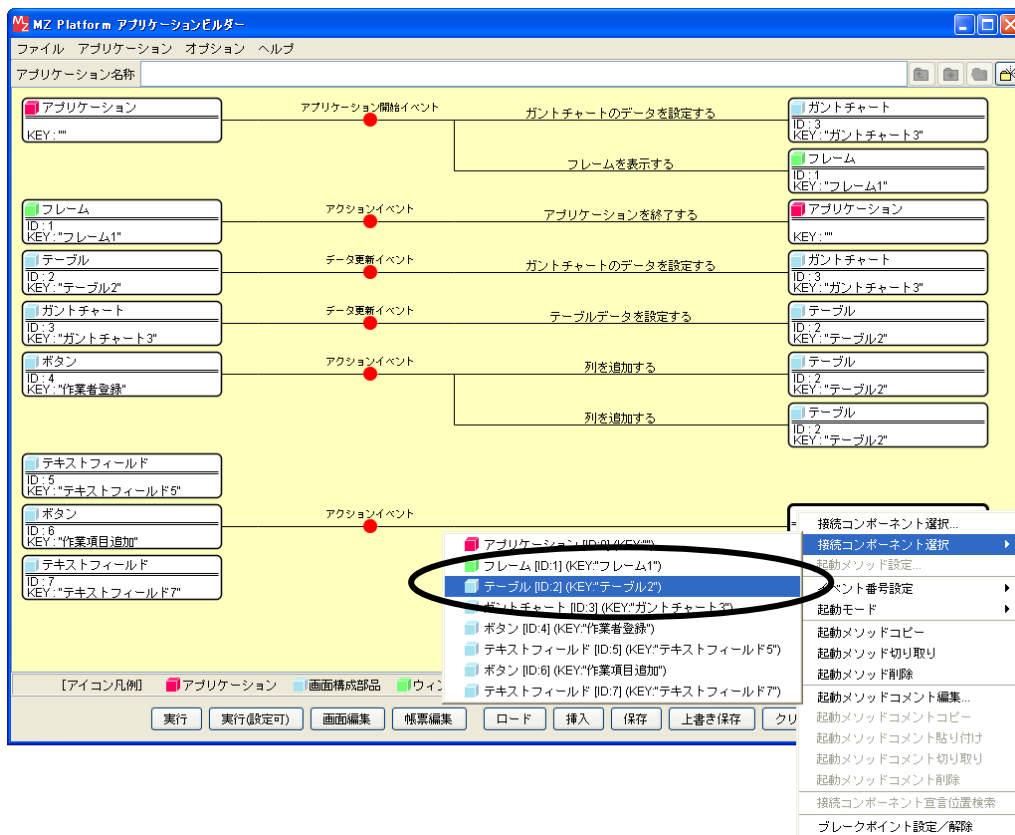 MZ Platform アプリケーションビルダー
ファイル アプリケーション オプション ヘルプ
アプリケーション名称
アプリケーション
KEY:""
アプリケーション開始イベント
ガントチャートのデータを設定する
ガントチャート
ID:3
KEY:"ガントチャート3"
フレームを表示する
フレーム
ID:1
KEY:"フレーム1"
フレーム
ID:1
KEY:"フレーム1"
アクションイベント
アプリケーションを終了する
アプリケーション
KEY:""
テーブル
ID:2
KEY:"テーブル2"
データ更新イベント
ガントチャートのデータを設定する
ガントチャート
ID:3
KEY:"ガントチャート3"
ガントチャート
ID:3
KEY:"ガントチャート3"
データ更新イベント
テーブルデータを設定する
テーブル
ID:2
KEY:"テーブル2"
ボタン
ID:4
KEY:"作業者登録"
アクションイベント
列を追加する
テーブル
ID:2
KEY:"テーブル2"
列を追加する
テーブル
ID:2
KEY:"テーブル2"
テキストフィールド
ID:5
KEY:"テキストフィールド5"
ボタン
ID:6
KEY:"作業項目追加"
アクションイベント
テキストフィールド
ID:7
KEY:"テキストフィールド7"
アプリケーション [ID:0] (KEY:"")
フレーム [ID:1] (KEY:"フレーム1")
テーブル [ID:2] (KEY:"テーブル2")
ガントチャート [ID:3] (KEY:"ガントチャート3")
ボタン [ID:4] (KEY:"作業者登録")
テキストフィールド [ID:5] (KEY:"テキストフィールド5")
ボタン [ID:6] (KEY:"作業項目追加")
テキストフィールド [ID:7] (KEY:"テキストフィールド7")
接続コンポーネント選択...
接続コンポーネント選択
起動メソッド設定...
イベント番号設定
起動モード
起動メソッドコピー
起動メソッド切り取り
起動メソッド削除
起動メソッドコメント編集...
起動メソッドコメントコピー
起動メソッドコメント貼り付け
起動メソッドコメント切り取り
起動メソッドコメント削除
接続コンポーネント宣言位置検索
ブレークポイント設定/解除
[アイコン凡例] アプリケーション 画面構成部品 ウィン
実行 実行(設定可) 画面編集 帳票編集 ロード 挿入 保存 上書き保存 クリ